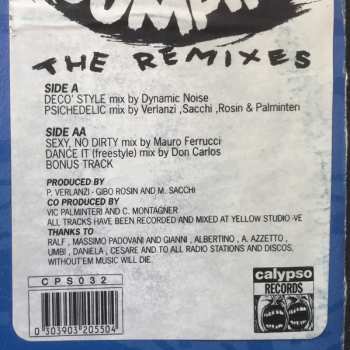 THE REMIXES
SIDE A
DECO' STYLE mix by Dynamic Noise
PSICHEDELIC mix by Verlanzi ,Sacchi ,Rosin & Palminteri
SIDE AA
SEXY, NO DIRTY mix by Mauro Ferrucci
DANCE IT (freestyle) mix by Don Carlos
BONUS TRACK
PRODUCED BY
P. VERLANZI - GIBO ROSIN AND M. SACCHI
CO PRODUCED BY
VIC PALMINTERI AND C. MONTAGNER
ALL TRACKS HAVE BEEN RECORDED AND MIXED AT YELLOW STUDIO -VE
THANKS TO
RALF , MASSIMO PADOVANI AND GIANNI , ALBERTINO , A. AZZETTO ,
UMBI , DANIELA , CESARE AND TO ALL RADIO STATIONS AND DISCOS.
WITHOUT'EM MUSIC WILL DIE.
CPS032
0 303903 205504
calypso
RECORDS